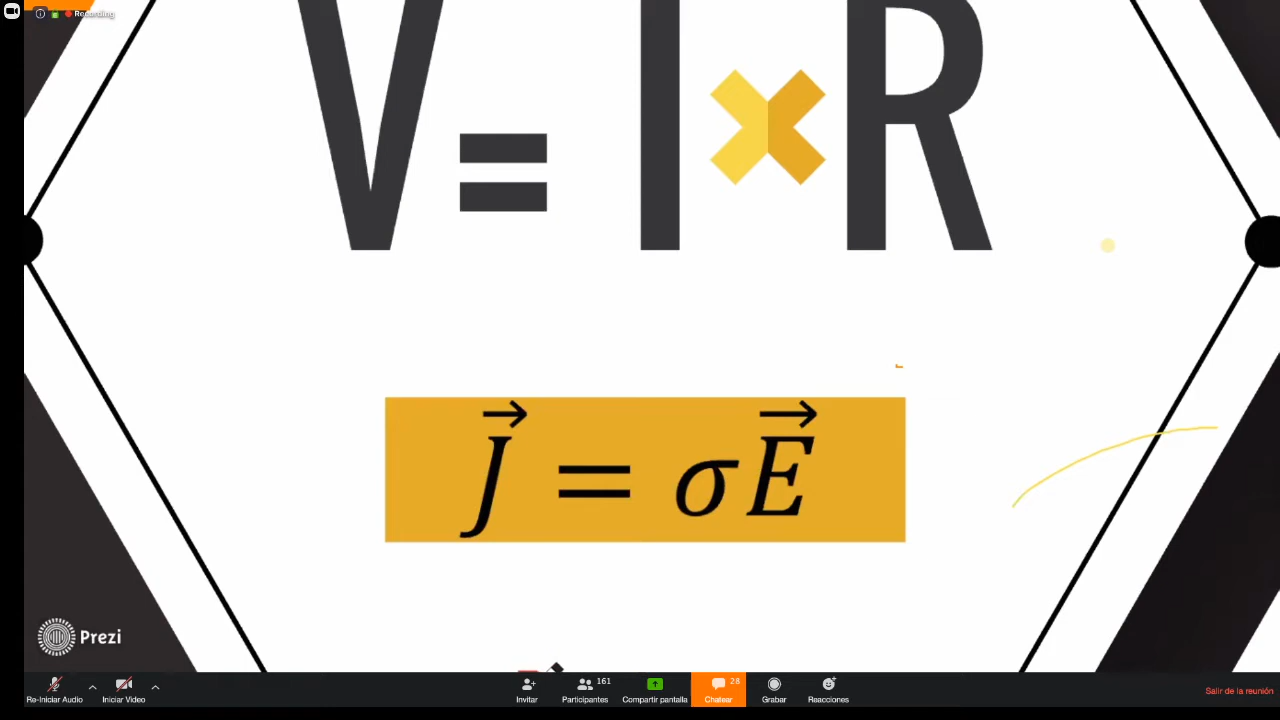 Recording
V = I × R
J⃗ = σE⃗
Prezi
161
28
Re-Iniciar Audio
Iniciar Video
Invitar
Participantes
Compartir pantalla
Chatear
Grabar
Reacciones
Salir de la reunión